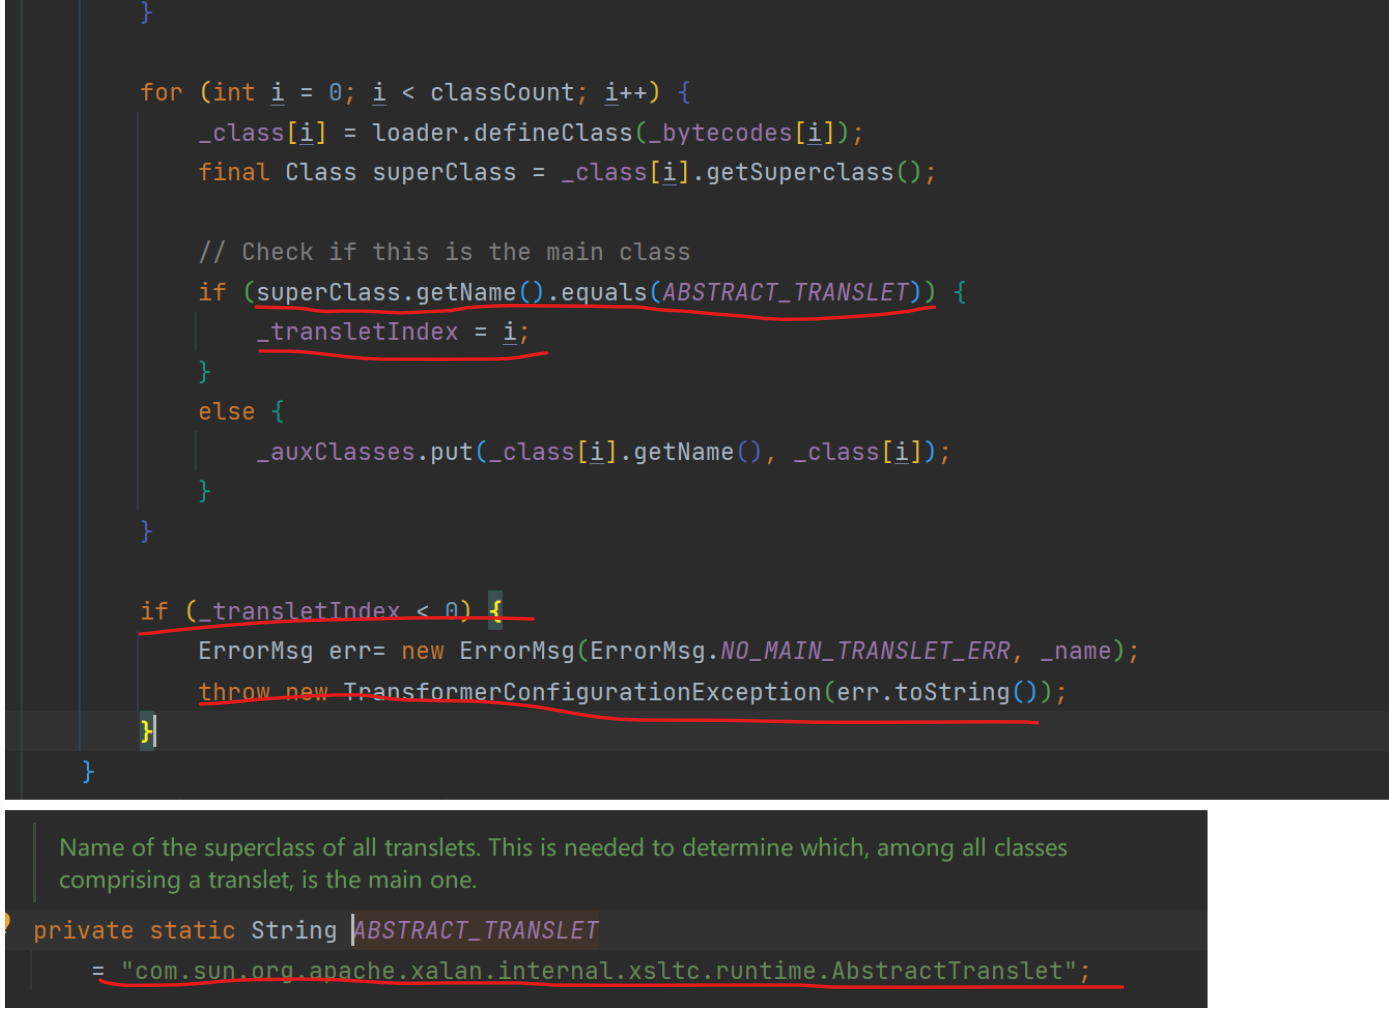 }
for (int i = 0; i < classCount; i++) {
_class[i] = loader.defineClass(_bytecodes[i]);
final Class superClass = _class[i].getSuperclass();
// Check if this is the main class
if (superClass.getName().equals(ABSTRACT_TRANSLET)) {
_transletIndex = i;
}
else {
_auxClasses.put(_class[i].getName(), _class[i]);
}
}
if (_transletIndex < 0) {
ErrorMsg err= new ErrorMsg(ErrorMsg.NO_MAIN_TRANSLET_ERR, _name);
throw new TransformerConfigurationException(err.toString());
}
}
Name of the superclass of all translets. This is needed to determine which, among all classes
comprising a translet, is the main one.
private static String ABSTRACT_TRANSLET
= "com.sun.org.apache.xalan.internal.xsltc.runtime.AbstractTranslet";